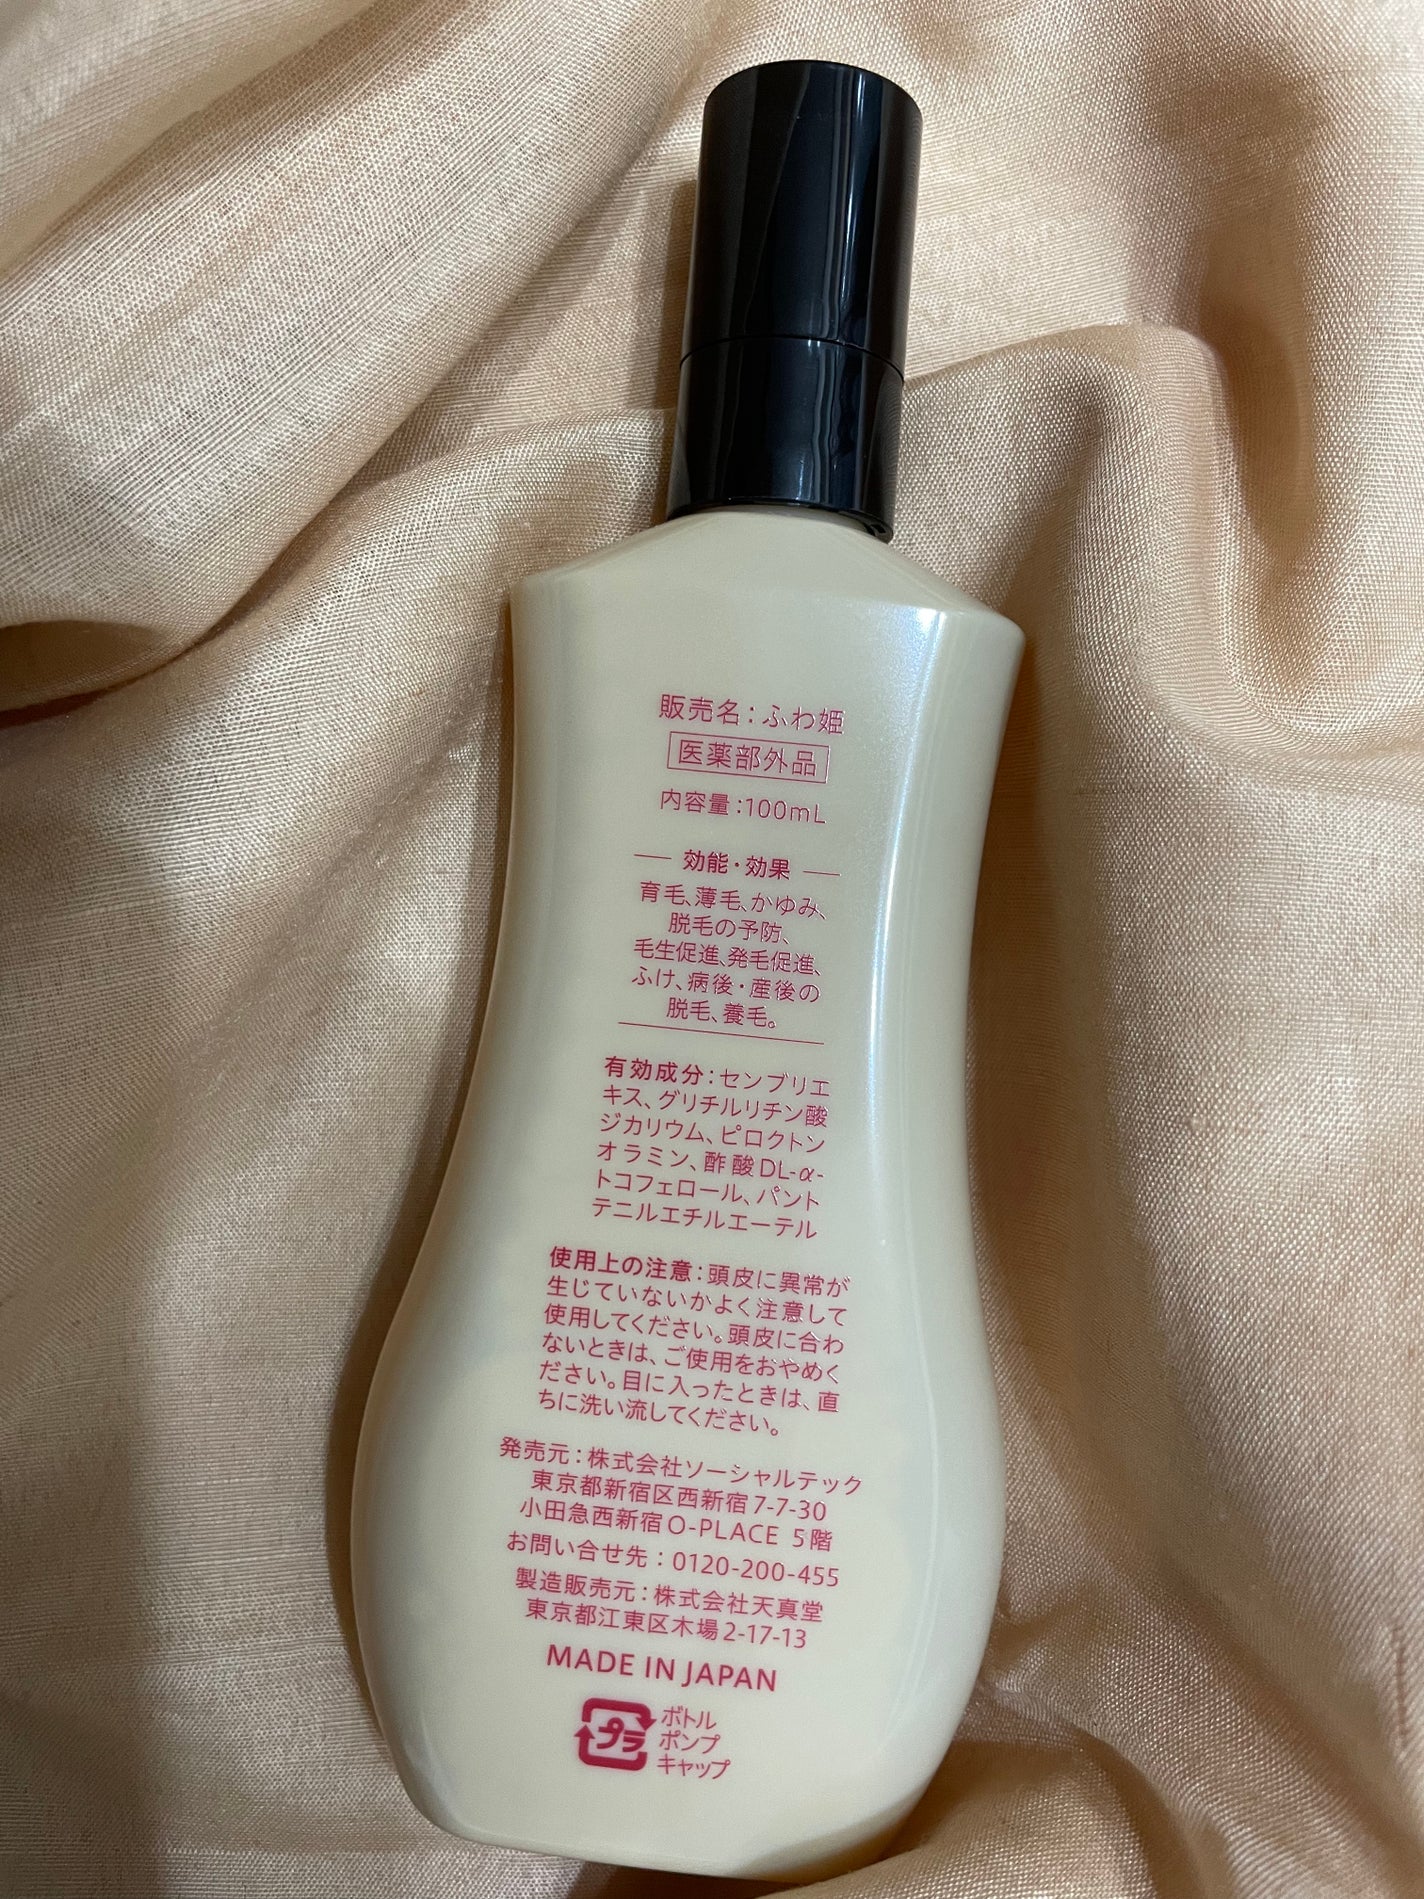 販売名：ふわ姫
医薬部外品
内容量：100mL
効能・効果
育毛、薄毛、かゆみ、
脱毛の予防、
毛生促進、発毛促進、
ふけ、病後・産後の
脱毛、養毛。
有効成分：センブリエ
キス、グリチルリチン酸
ジカリウム、ピロクトン
オラミン、酢酸DL-α-
トコフェロール、パント
テニルエチルエーテル
使用上の注意：頭皮に異常が
生じていないかよく注意して
使用してください。頭皮に合わ
ないときは、ご使用をおやめく
ださい。目に入ったときは、直
ちに洗い流してください。
発売元：株式会社ソーシャルテック
東京都新宿区西新宿7-7-30
小田急西新宿O-PLACE 5階
お問い合せ先：0120-200-455
製造販売元：株式会社天真堂
東京都江東区木場2-17-13
MADE IN JAPAN
プラ
ボトル
ポンプ
キャップ